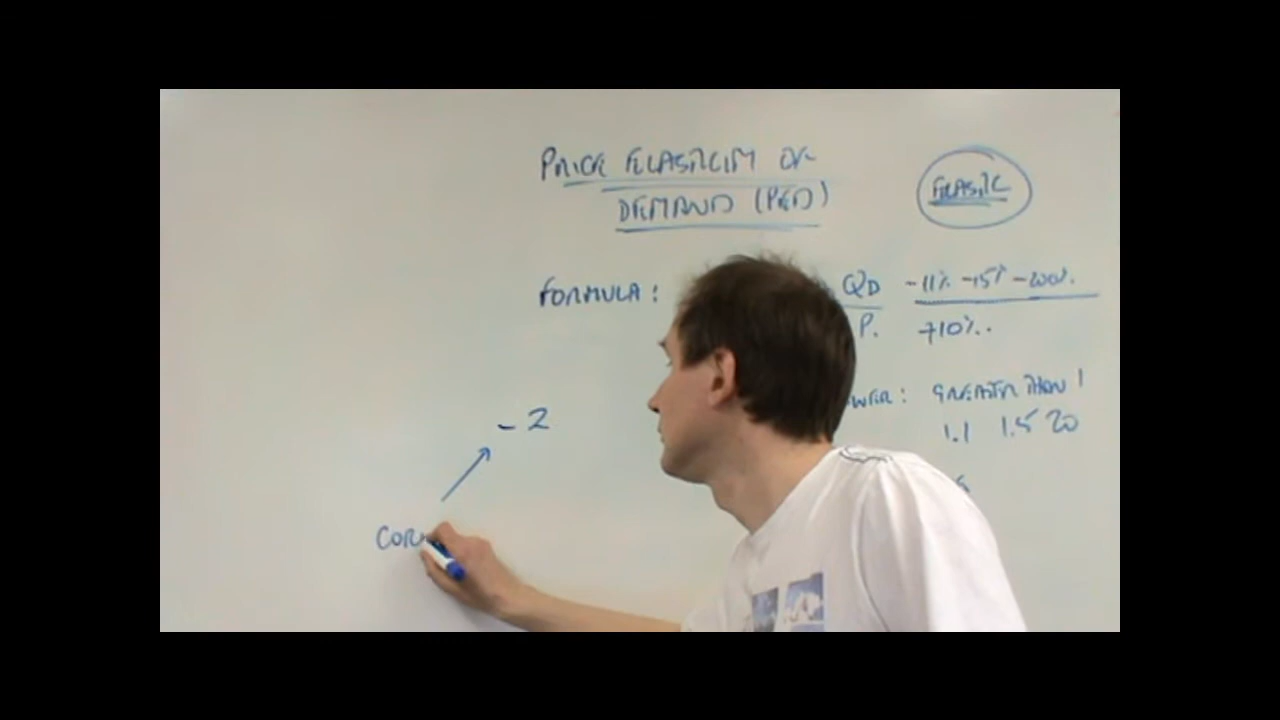 PRICE ELASTICITY OF
DEMAND (PED)
ELASTIC
FORMULA:
QD -11% -15% -200%.
P. +10%.
WER: GREATER THAN 1
1.1 1.5 20
- 2
COR